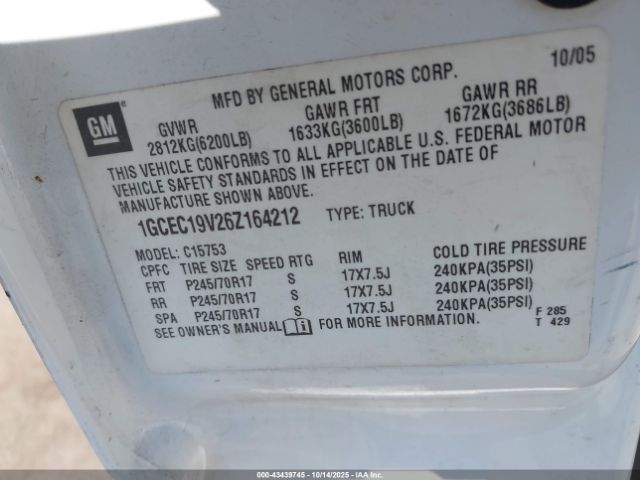 10/05
MFD BY GENERAL MOTORS CORP.
GM
GVWR GAWR FRT GAWR RR
2812KG(6200LB) 1633KG(3600LB) 1672KG(3686LB)
THIS VEHICLE CONFORMS TO ALL APPLICABLE U.S. FEDERAL MOTOR
VEHICLE SAFETY STANDARDS IN EFFECT ON THE DATE OF
MANUFACTURE SHOWN ABOVE.
1GCEC19V26Z164212 TYPE: TRUCK
MODEL: C15753
CPFC TIRE SIZE SPEED RTG RIM COLD TIRE PRESSURE
FRT P245/70R17 S 17X7.5J 240KPA(35PSI)
RR P245/70R17 S 17X7.5J 240KPA(35PSI)
SPA P245/70R17 S 17X7.5J 240KPA(35PSI)
SEE OWNER'S MANUAL FOR MORE INFORMATION.
F 285
T 429
000-43439745 - 10/14/2025 - IAAI.COM